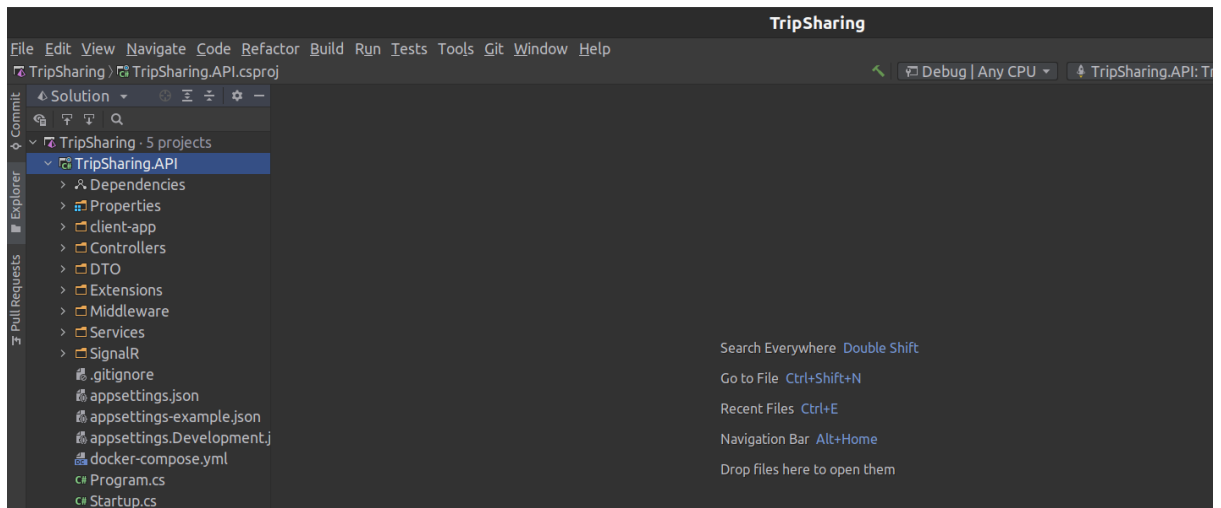 TripSharing
File Edit View Navigate Code Refactor Build Run Tests Tools Git Window Help
TripSharing TripSharing.API.csproj Debug | Any CPU TripSharing.API: Tr
Commit
Explorer
Pull Requests
Solution
TripSharing · 5 projects
TripSharing.API
Dependencies
Properties
client-app
Controllers
DTO
Extensions
Middleware
Services
SignalR
.gitignore
appsettings.json
appsettings-example.json
appsettings.Development.j
docker-compose.yml
C# Program.cs
C# Startup.cs
Search Everywhere Double Shift
Go to File Ctrl+Shift+N
Recent Files Ctrl+E
Navigation Bar Alt+Home
Drop files here to open them